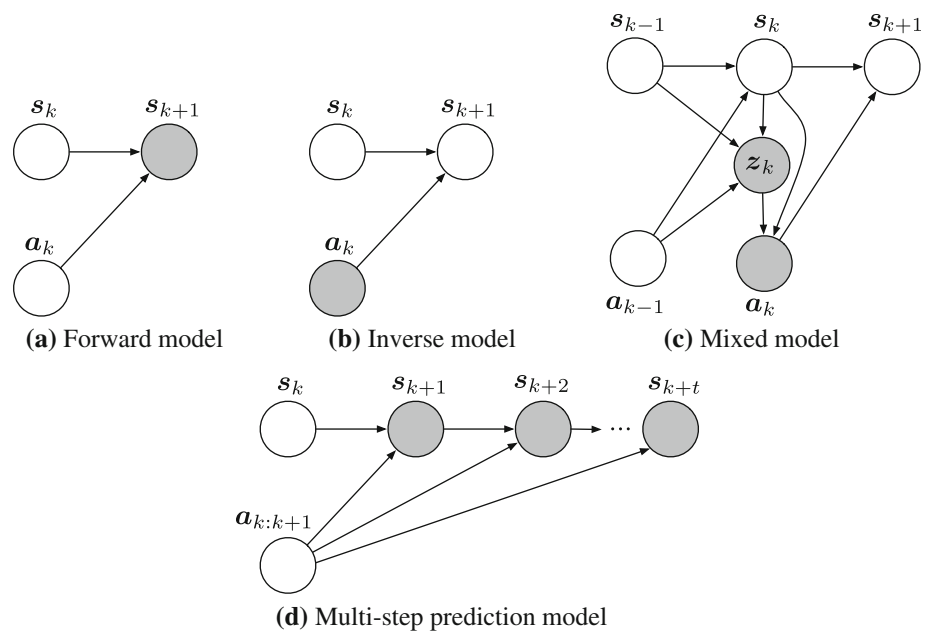 s_{k-1} s_k s_{k+1}
s_k s_{k+1} s_k s_{k+1}
z_k
a_k a_k
a_{k-1} a_k
(a) Forward model (b) Inverse model (c) Mixed model
s_k s_{k+1} s_{k+2} s_{k+t}
...
a_{k:k+1}
(d) Multi-step prediction model